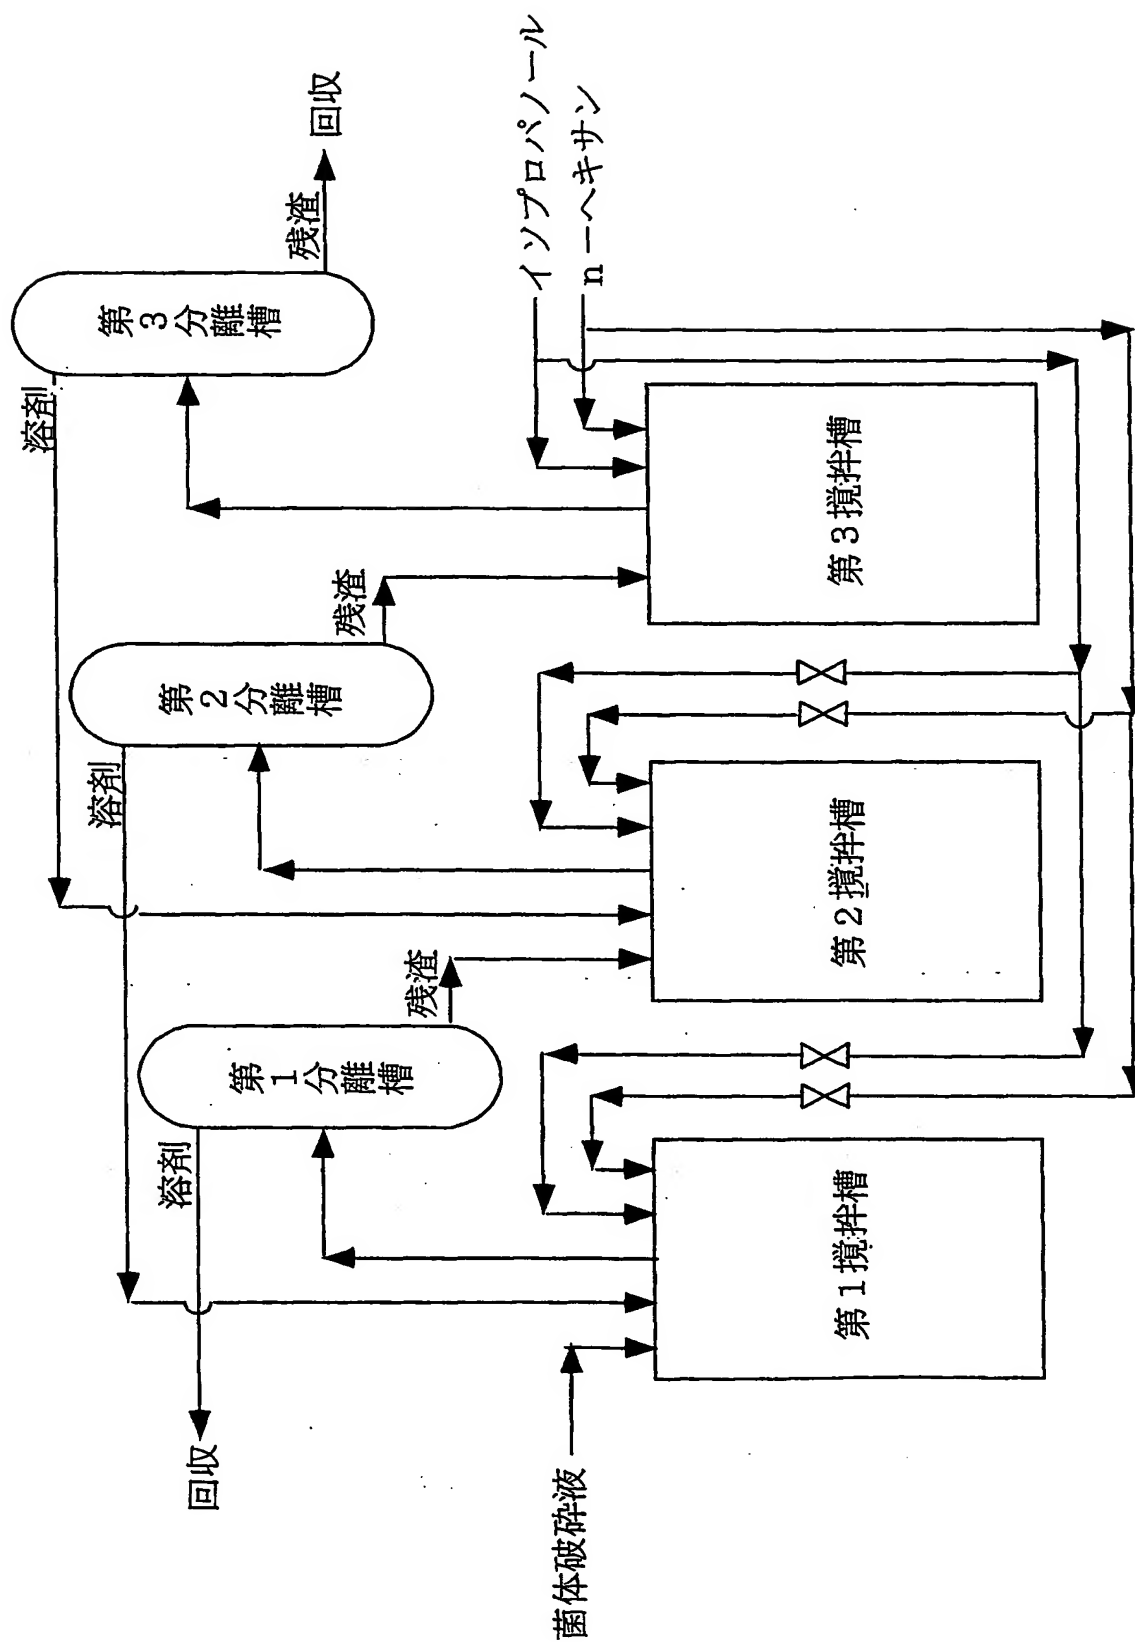 溶剤
溶剤
溶剤
回収
第1分離槽
第2分離槽
第3分離槽
残渣
残渣
残渣
回収
イソプロパノール
n－ヘキサン
菌体破砕液
第1撹拌槽
第2撹拌槽
第3撹拌槽